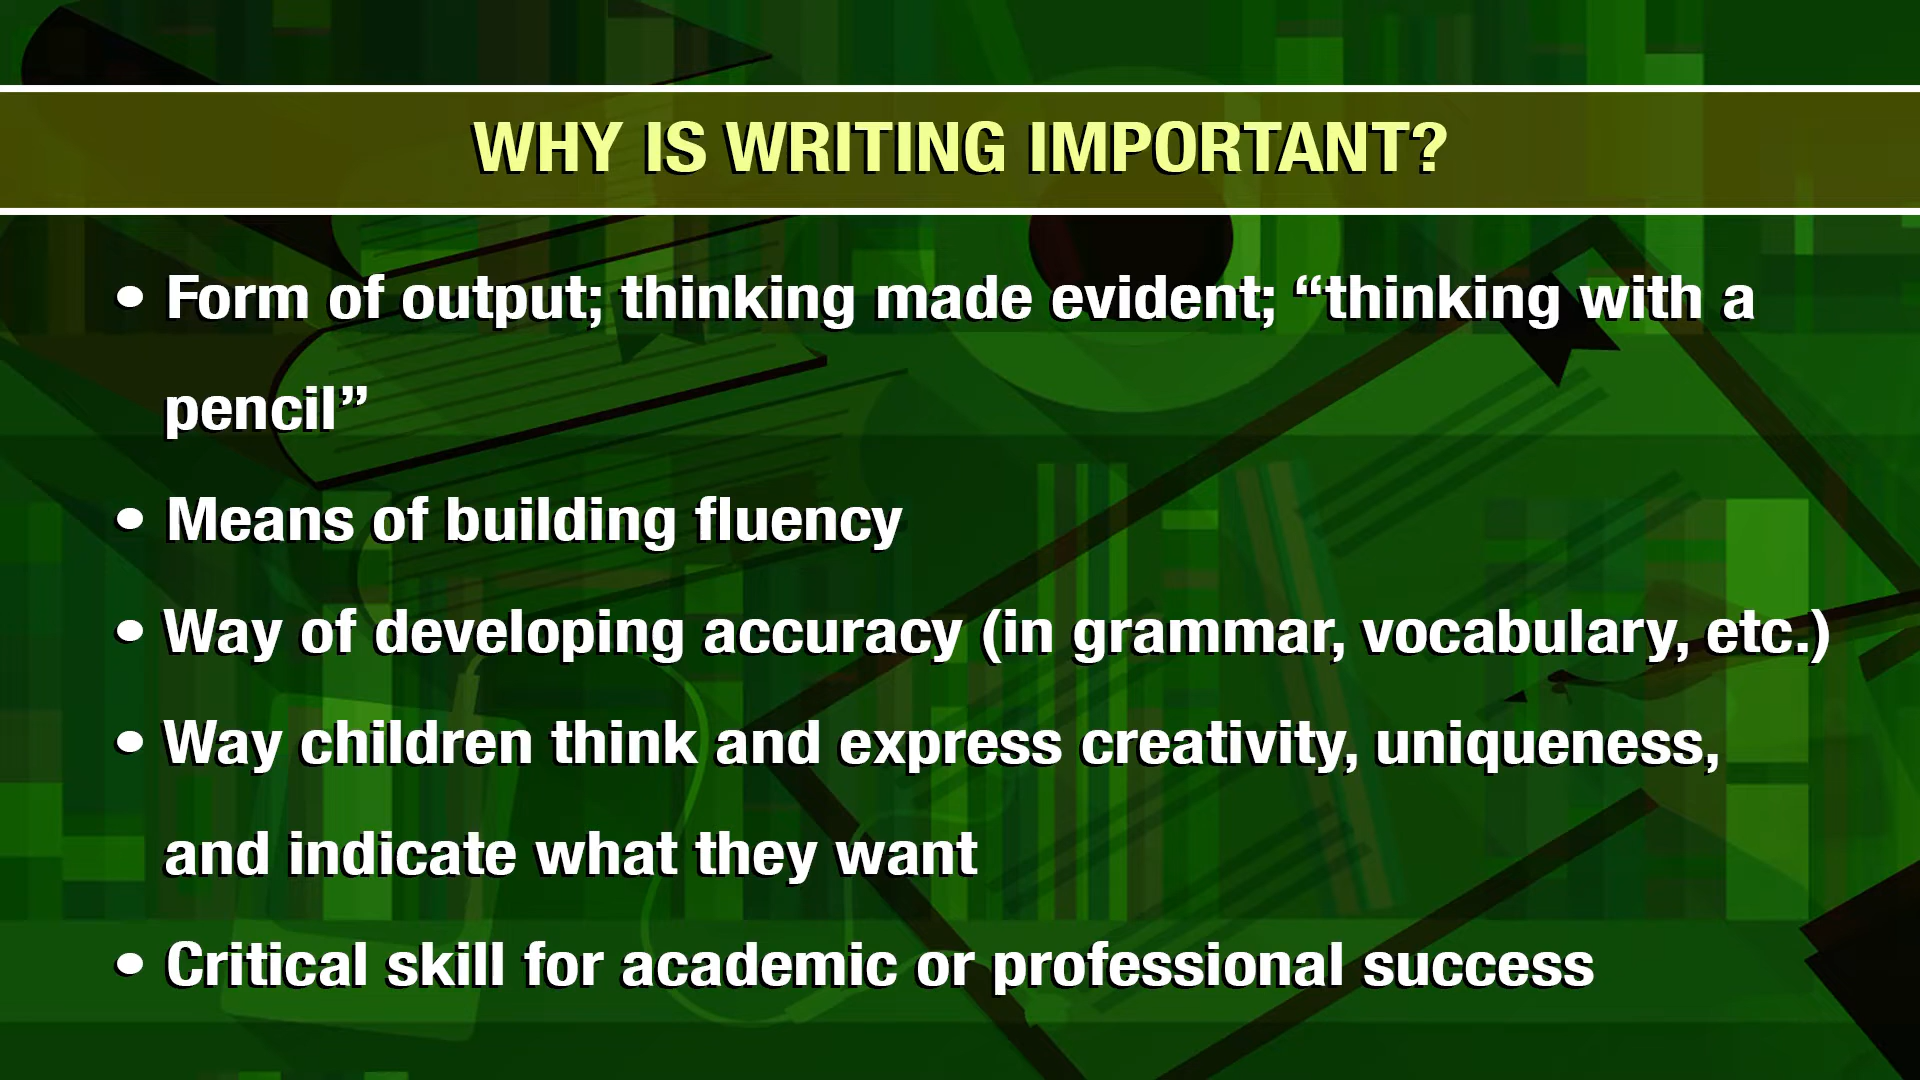 WHY IS WRITING IMPORTANT?
• Form of output; thinking made evident; “thinking with a
pencil”
• Means of building fluency
• Way of developing accuracy (in grammar, vocabulary, etc.)
• Way children think and express creativity, uniqueness,
and indicate what they want
• Critical skill for academic or professional success